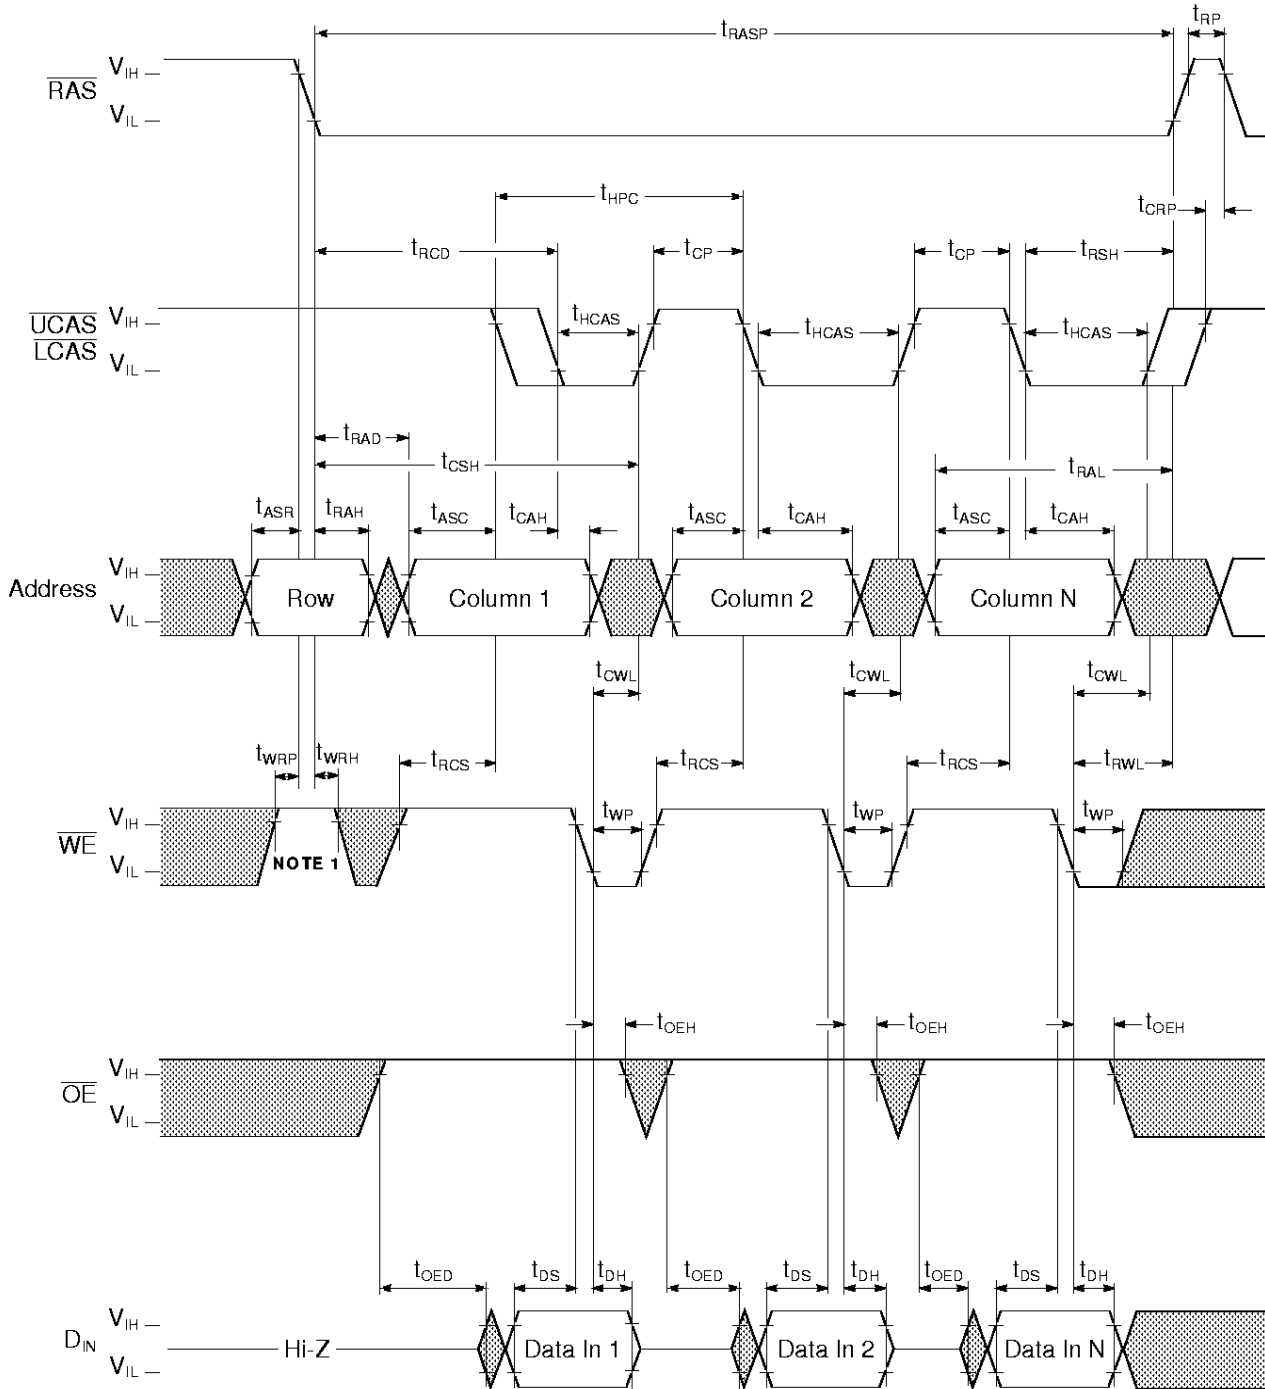 tRP
tRASP
VIH
RAS
VIL
tHPC
tCRP
tRCD
tCP
tCP
tRSH
UCAS
LCAS
VIH
VIL
tHCAS
tHCAS
tHCAS
tRAD
tCSH
tRAL
tASR
tRAH
tASC
tCAH
tASC
tCAH
tASC
tCAH
Address
VIH
VIL
Row
Column 1
Column 2
Column N
tCWL
tCWL
tCWL
tWRP
tWRH
tRCS
tRCS
tRCS
tRWL
WE
VIH
VIL
NOTE 1
tWP
tWP
tWP
tOEH
tOEH
tOEH
OE
VIH
VIL
tOED
tDS
tDH
tOED
tDS
tDH
tOED
tDS
tDH
DIN
VIH
VIL
Hi-Z
Data In 1
Data In 2
Data In N